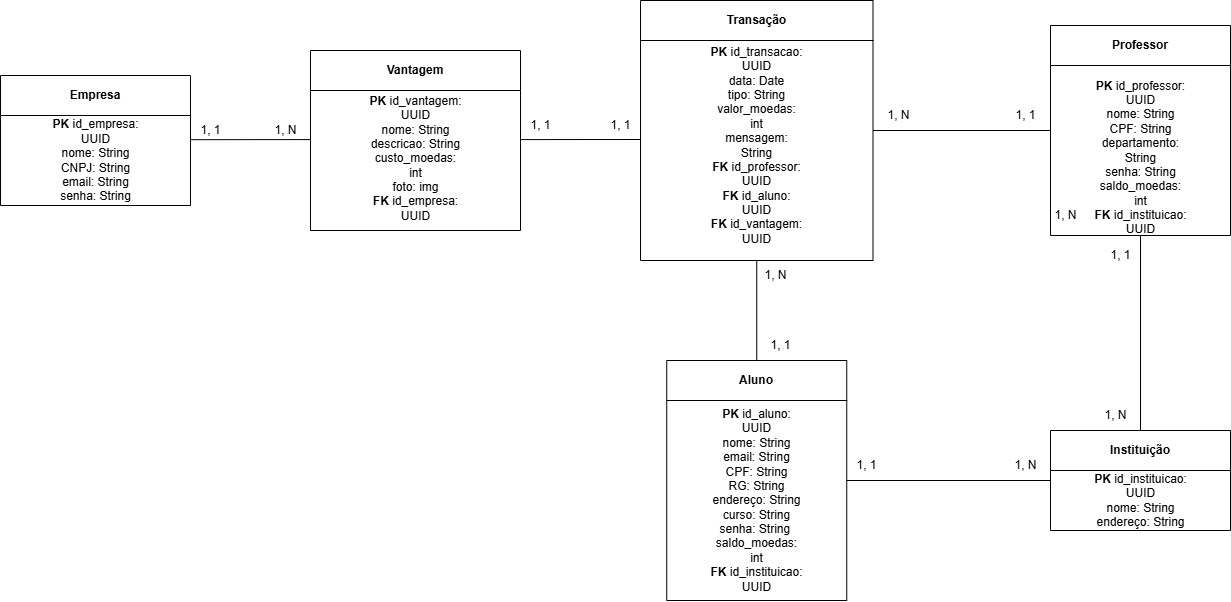 Empresa
PK id_empresa:
UUID
nome: String
CNPJ: String
email: String
senha: String
1, 1
1, N
Vantagem
PK id_vantagem:
UUID
nome: String
descricao: String
custo_moedas:
int
foto: img
FK id_empresa:
UUID
1, 1
1, 1
Transação
PK id_transacao:
UUID
data: Date
tipo: String
valor_moedas:
int
mensagem:
String
FK id_professor:
UUID
FK id_aluno:
UUID
FK id_vantagem:
UUID
1, N
1, 1
Professor
PK id_professor:
UUID
nome: String
CPF: String
departamento:
String
senha: String
saldo_moedas:
int
1, N
FK id_instituicao:
UUID
1, 1
1, N
1, N
1, 1
Aluno
PK id_aluno:
UUID
nome: String
email: String
CPF: String
RG: String
endereço: String
curso: String
senha: String
saldo_moedas:
int
FK id_instituicao:
UUID
1, 1
1, N
Instituição
PK id_instituicao:
UUID
nome: String
endereço: String